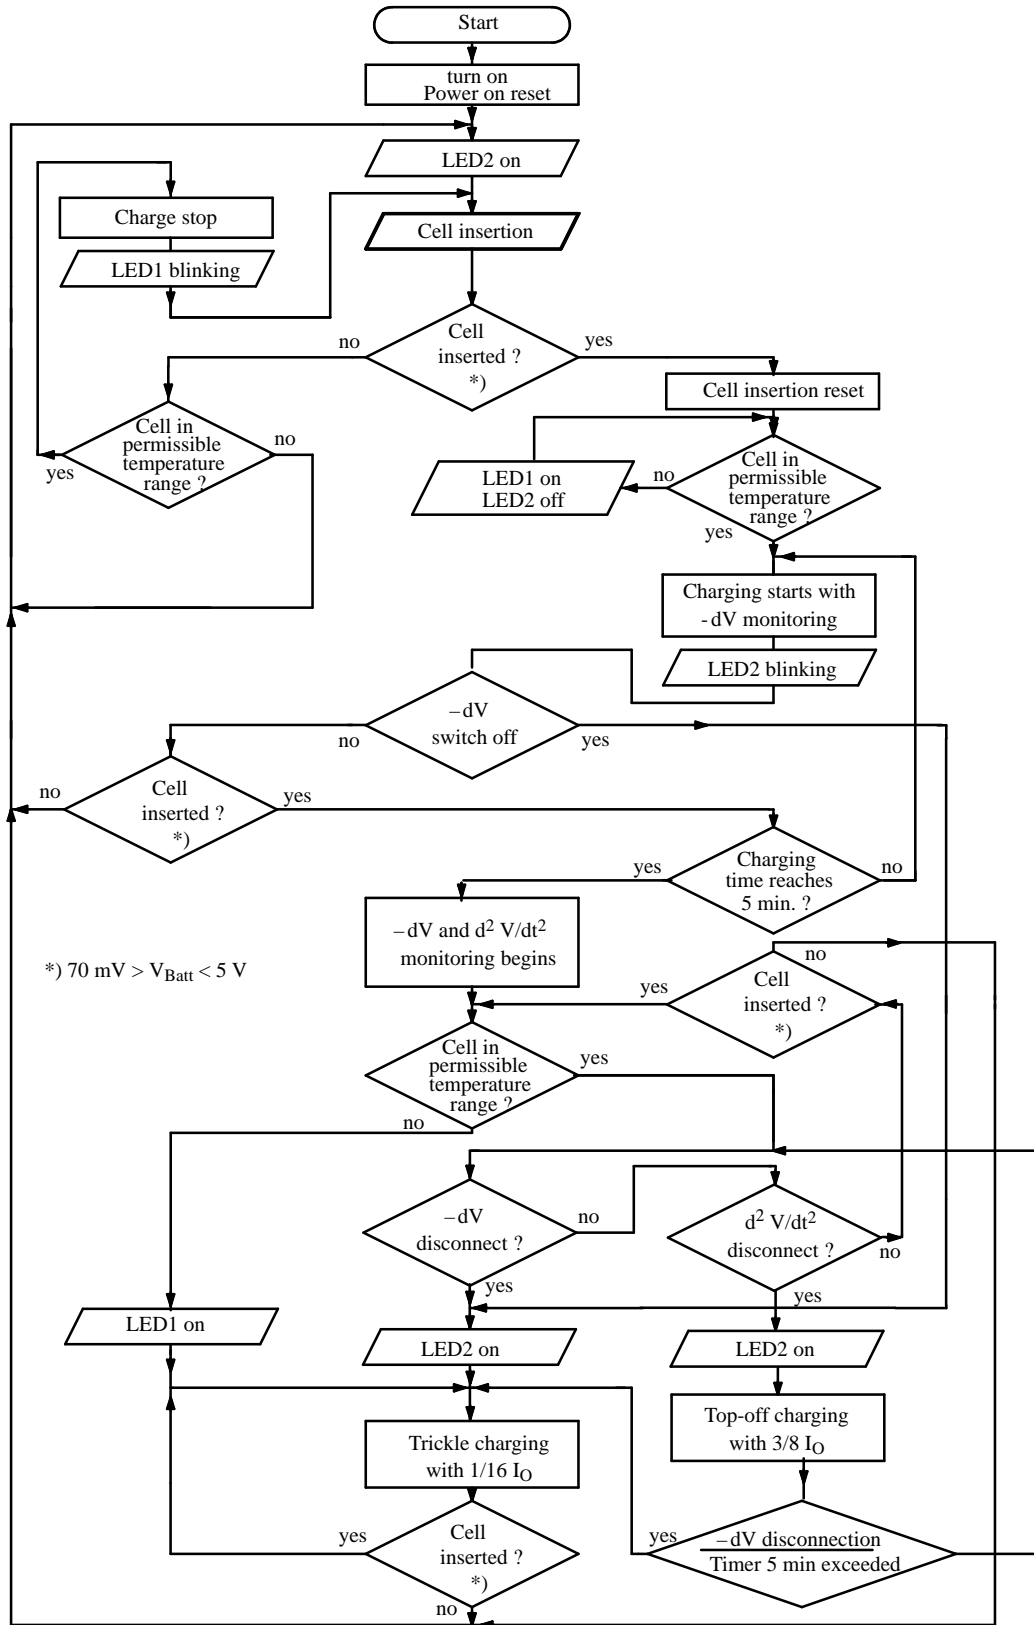 Start
turn on
Power on reset
LED2 on
Charge stop
Cell insertion
LED1 blinking
Cell
inserted ?
*)
no
yes
Cell insertion reset
Cell in
permissible
temperature
range ?
no
yes
LED1 on
LED2 off
no
Cell in
permissible
temperature
range ?
yes
Charging starts with
-dV monitoring
LED2 blinking
–dV
switch off
no
yes
Cell
inserted ?
*)
no
yes
Charging
time reaches
5 min. ?
yes
no
–dV and d² V/dt²
monitoring begins
*) 70 mV > VBatt < 5 V
no
Cell
inserted ?
*)
yes
Cell in
permissible
temperature
range ?
yes
no
–dV
disconnect ?
no
yes
d² V/dt²
disconnect ?
no
yes
LED1 on
LED2 on
LED2 on
Top-off charging
with 3/8 IO
Trickle charging
with 1/16 IO
Cell
inserted ?
*)
yes
no
yes
–dV disconnection
Timer 5 min exceeded